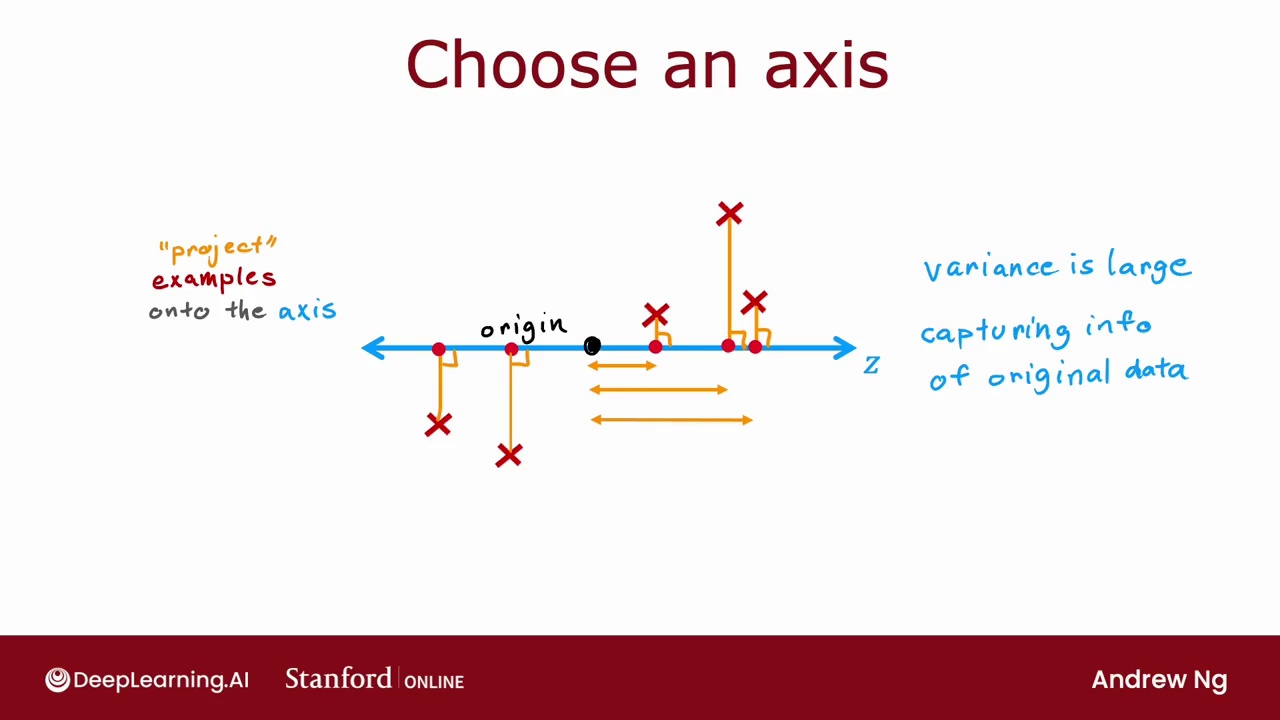 Choose an axis
"project"
examples
onto the axis
origin
z
variance is large
capturing info
of original data
DeepLearning.AI
Stanford | ONLINE
Andrew Ng